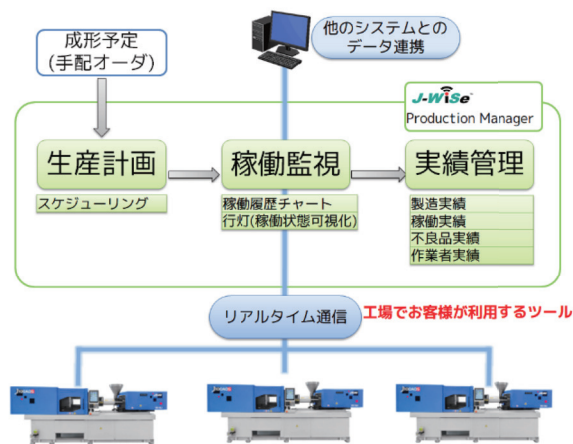 成形予定
(手配オーダ)
他のシステムとの
データ連携
J-WiSe™
Production Manager
生産計画
稼働監視
実績管理
スケジューリング
稼働履歴チャート
行灯(稼働状態可視化)
製造実績
稼働実績
不良品実績
作業者実績
リアルタイム通信
工場でお客様が利用するツール